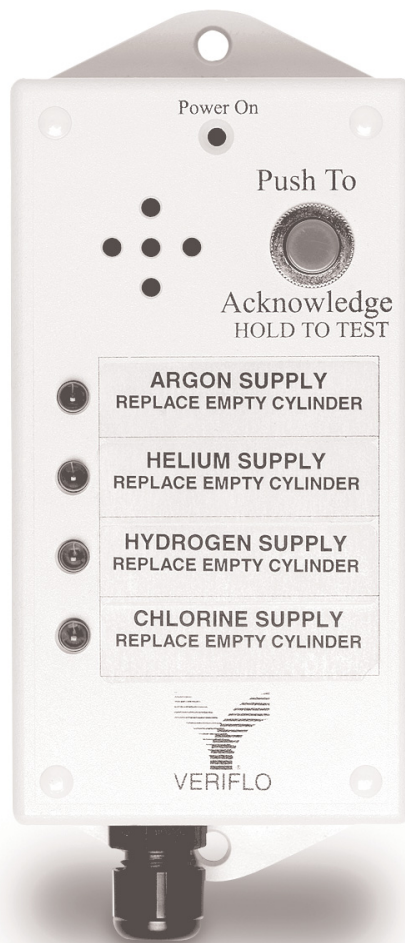 Power On
Push To
Acknowledge
HOLD TO TEST
ARGON SUPPLY
REPLACE EMPTY CYLINDER
HELIUM SUPPLY
REPLACE EMPTY CYLINDER
HYDROGEN SUPPLY
REPLACE EMPTY CYLINDER
CHLORINE SUPPLY
REPLACE EMPTY CYLINDER
VERIFLO